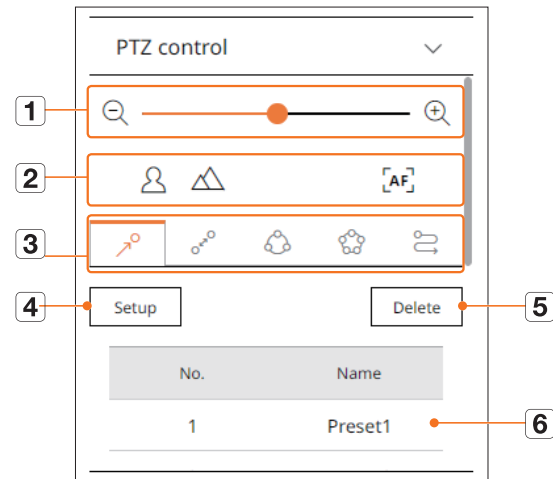 PTZ control
1
2
AF
3
4 Setup Delete 5
No. Name
1 Preset1 6